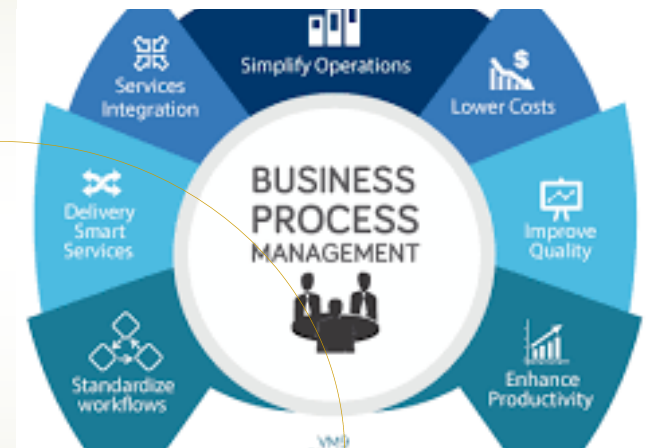 Simplify Operations
Services
Integration
Lower Costs
$
BUSINESS
PROCESS
MANAGEMENT
Delivery
Smart
Services
Improve
Quality
Standardize
workflows
Enhance
Productivity